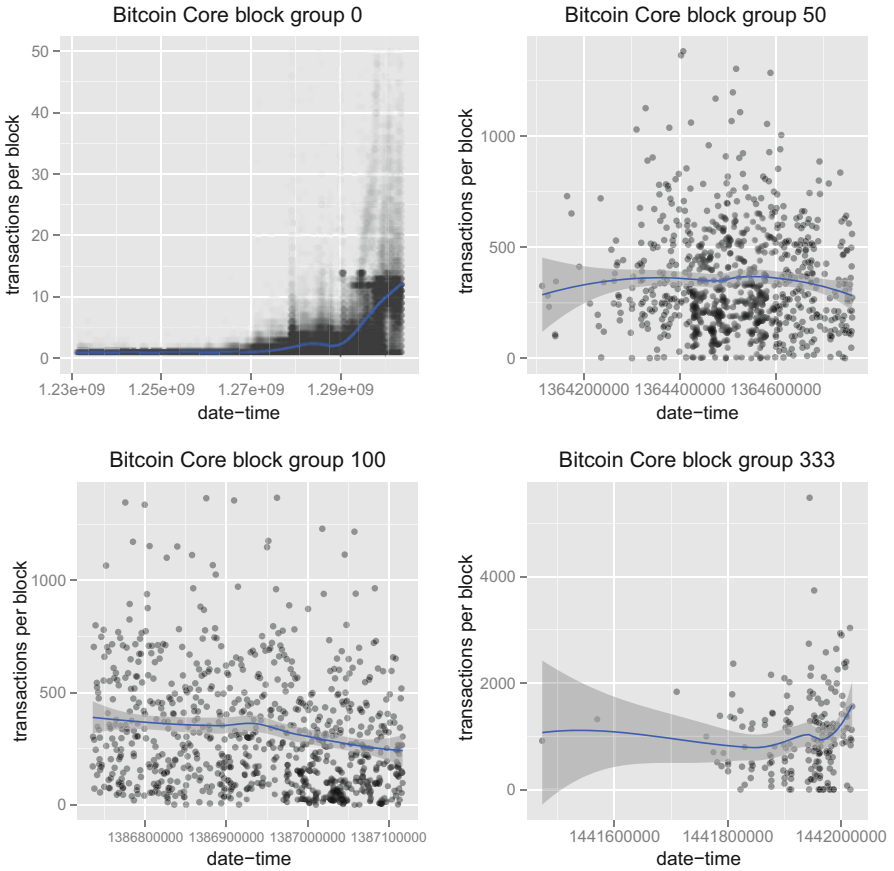 Bitcoin Core block group 0
transactions per block
50
40
30
20
10
0
1.23e+09 1.25e+09 1.27e+09 1.29e+09
date−time
Bitcoin Core block group 50
transactions per block
1000
500
0
1364200000 1364400000 1364600000
date−time
Bitcoin Core block group 100
transactions per block
1000
500
0
1386800000 1386900000 1387000000 1387100000
date−time
Bitcoin Core block group 333
transactions per block
4000
2000
0
1441600000 1441800000 1442000000
date−time